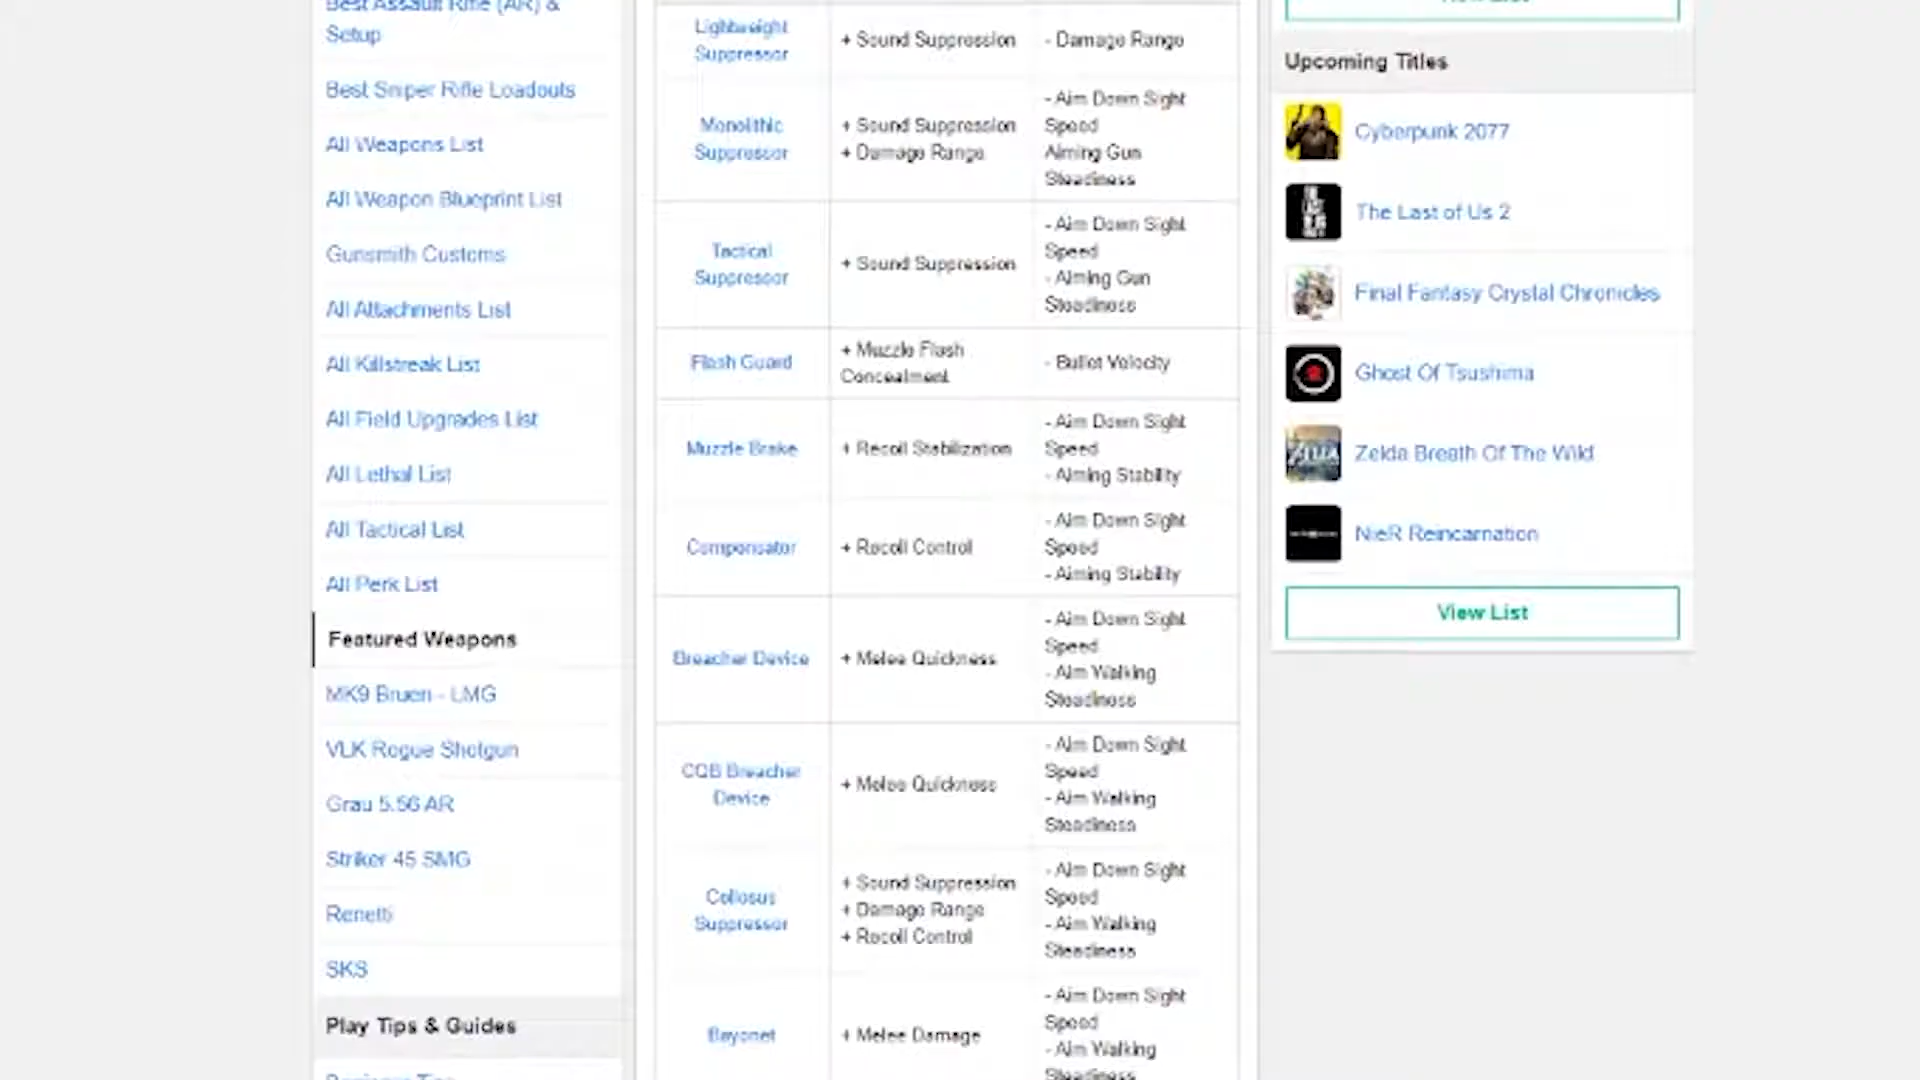 Best Assault Rifle (AR) &
Setup
Best Sniper Rifle Loadouts
All Weapons List
All Weapon Blueprint List
Gunsmith Customs
All Attachments List
All Killstreak List
All Field Upgrades List
All Lethal List
All Tactical List
All Perk List
Featured Weapons
MK9 Bruen - LMG
VLK Rogue Shotgun
Grau 5.56 AR
Striker 45 SMG
Renetti
SKS
Play Tips & Guides
Lightweight
Suppressor
+ Sound Suppression
- Damage Range
Monolithic
Suppressor
+ Sound Suppression
+ Damage Range
- Aim Down Sight
Speed
Aiming Gun
Steadiness
Tactical
Suppressor
+ Sound Suppression
- Aim Down Sight
Speed
- Aiming Gun
Steadiness
Flash Guard
+ Muzzle Flash
Concealment
- Bullet Velocity
Muzzle Brake
+ Recoil Stabilization
- Aim Down Sight
Speed
- Aiming Stability
Compensator
+ Recoil Control
- Aim Down Sight
Speed
- Aiming Stability
Breacher Device
+ Melee Quickness
- Aim Down Sight
Speed
- Aim Walking
Steadiness
CQB Breacher
Device
+ Melee Quickness
- Aim Down Sight
Speed
- Aim Walking
Steadiness
Collosus
Suppressor
+ Sound Suppression
+ Damage Range
+ Recoil Control
- Aim Down Sight
Speed
- Aim Walking
Steadiness
Bayonet
+ Melee Damage
- Aim Down Sight
Speed
- Aim Walking
Steadiness
Upcoming Titles
Cyberpunk 2077
The Last of Us 2
Final Fantasy Crystal Chronicles
Ghost Of Tsushima
Zelda Breath Of The Wild
NieR Reincarnation
View List